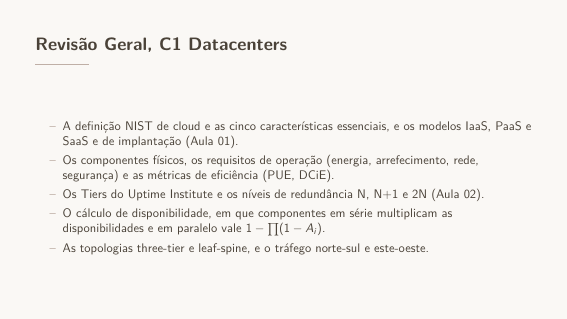 Revisão Geral, C1 Datacenters
– A definição NIST de cloud e as cinco características essenciais, e os modelos IaaS, PaaS e
SaaS e de implantação (Aula 01).
– Os componentes físicos, os requisitos de operação (energia, arrefecimento, rede,
segurança) e as métricas de eficiência (PUE, DCiE).
– Os Tiers do Uptime Institute e os níveis de redundância N, N+1 e 2N (Aula 02).
– O cálculo de disponibilidade, em que componentes em série multiplicam as
disponibilidades e em paralelo vale 1 − ∏(1 − Aᵢ).
– As topologias three-tier e leaf-spine, e o tráfego norte-sul e este-oeste.